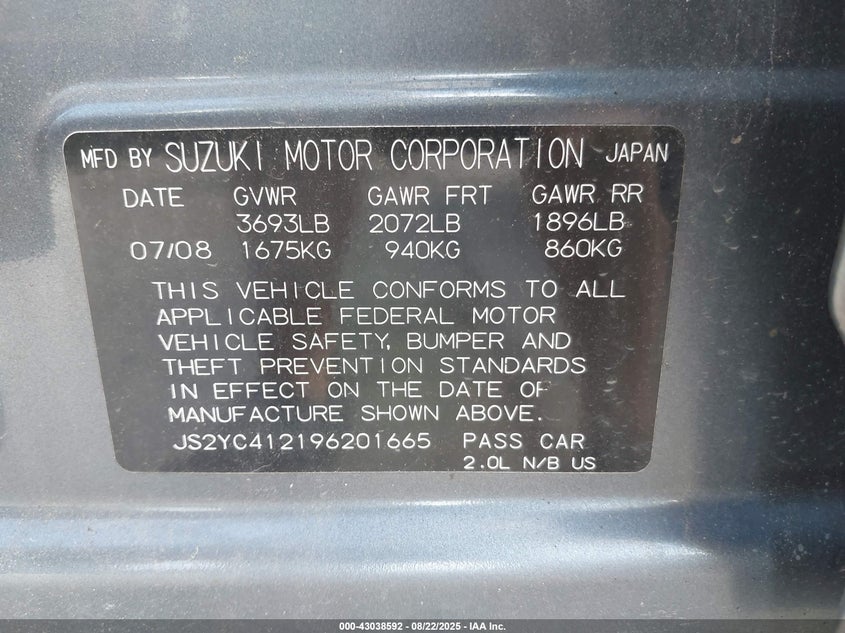 MFD BY SUZUKI MOTOR CORPORATION JAPAN
DATE GVWR GAWR FRT GAWR RR
3693LB 2072LB 1896LB
07/08 1675KG 940KG 860KG
THIS VEHICLE CONFORMS TO ALL
APPLICABLE FEDERAL MOTOR
VEHICLE SAFETY, BUMPER AND
THEFT PREVENTION STANDARDS
IN EFFECT ON THE DATE OF
MANUFACTURE SHOWN ABOVE.
JS2YC412196201665 PASS CAR
2.0L N/B US
000-43038592 - 08/22/2025 - IAA Inc.